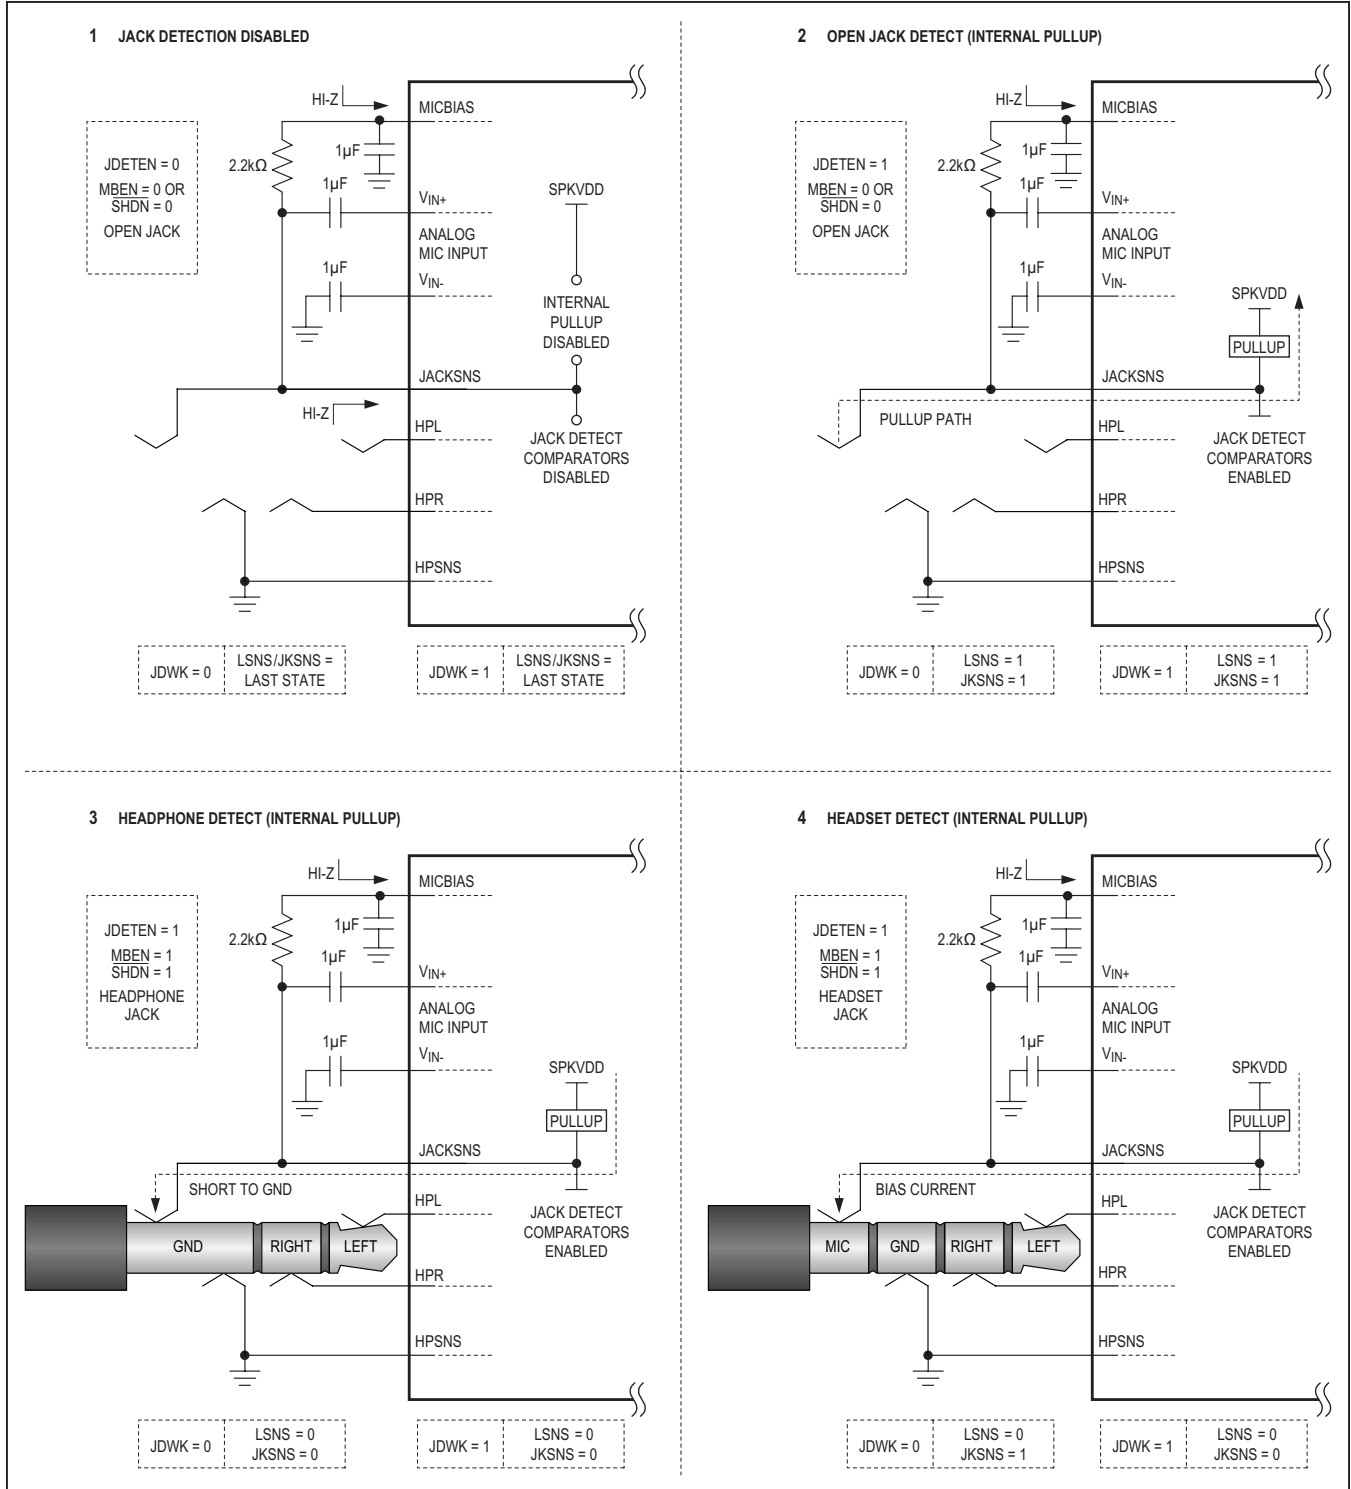 1 JACK DETECTION DISABLED
HI-Z
MICBIAS
JDETEN = 0
MBEN = 0 OR
SHDN = 0
OPEN JACK
2.2kΩ
1µF
1µF
VIN+
SPKVDD
ANALOG
MIC INPUT
1µF
VIN-
INTERNAL
PULLUP
DISABLED
JACKSNS
HI-Z
HPL
JACK DETECT
COMPARATORS
DISABLED
HPR
HPSNS
JDWK = 0
LSNS/JKSNS =
LAST STATE
JDWK = 1
LSNS/JKSNS =
LAST STATE
2 OPEN JACK DETECT (INTERNAL PULLUP)
HI-Z
MICBIAS
JDETEN = 1
MBEN = 0 OR
SHDN = 0
OPEN JACK
2.2kΩ
1µF
1µF
VIN+
ANALOG
MIC INPUT
1µF
VIN-
SPKVDD
PULLUP
JACKSNS
PULLUP PATH
HPL
JACK DETECT
COMPARATORS
ENABLED
HPR
HPSNS
JDWK = 0
LSNS = 1
JKSNS = 1
JDWK = 1
LSNS = 1
JKSNS = 1
3 HEADPHONE DETECT (INTERNAL PULLUP)
HI-Z
MICBIAS
JDETEN = 1
MBEN = 1
SHDN = 1
HEADPHONE
JACK
2.2kΩ
1µF
1µF
VIN+
ANALOG
MIC INPUT
1µF
VIN-
SPKVDD
PULLUP
JACKSNS
SHORT TO GND
HPL
JACK DETECT
COMPARATORS
ENABLED
GND
RIGHT
LEFT
HPR
HPSNS
JDWK = 0
LSNS = 0
JKSNS = 0
JDWK = 1
LSNS = 0
JKSNS = 0
4 HEADSET DETECT (INTERNAL PULLUP)
HI-Z
MICBIAS
JDETEN = 1
MBEN = 1
SHDN = 1
HEADSET
JACK
2.2kΩ
1µF
1µF
VIN+
ANALOG
MIC INPUT
1µF
VIN-
SPKVDD
PULLUP
JACKSNS
BIAS CURRENT
HPL
JACK DETECT
COMPARATORS
ENABLED
MIC
GND
RIGHT
LEFT
HPR
HPSNS
JDWK = 0
LSNS = 0
JKSNS = 1
JDWK = 1
LSNS = 0
JKSNS = 0